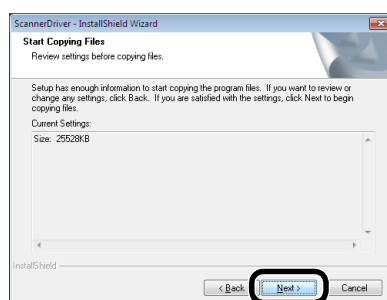 ScannerDriver - InstallShield Wizard
Start Copying Files
Review settings before copying files.
Setup has enough information to start copying the program files. If you want to review or
change any settings, click Back. If you are satisfied with the settings, click Next to begin
copying files.
Current Settings:
Size: 25528KB
InstallShield
< Back
Next >
Cancel